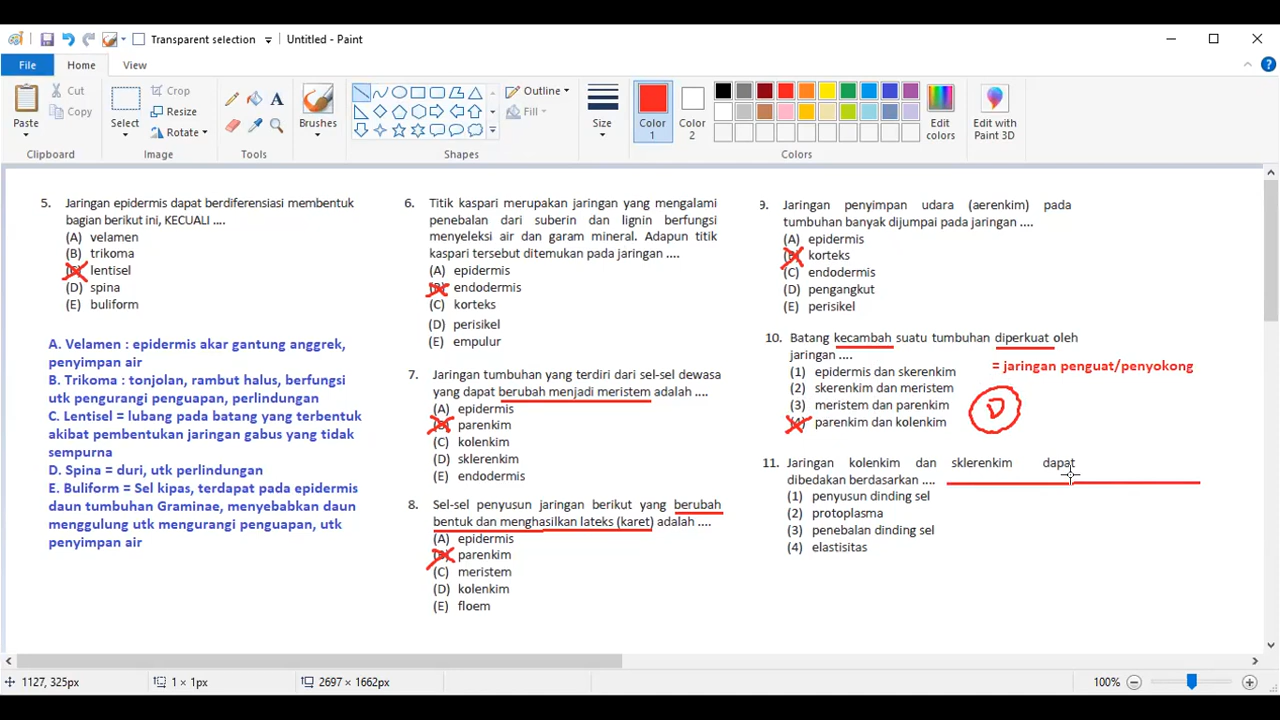 Transparent selection
Untitled - Paint
File
Home
View
Paste
Cut
Copy
Clipboard
Select
Crop
Resize
Rotate
Image
Tools
Brushes
Outline
Fill
Shapes
Size
Color 1
Color 2
Edit colors
Edit with Paint 3D
Colors
5. Jaringan epidermis dapat berdiferensiasi membentuk
bagian berikut ini, KECUALI ....
(A) velamen
(B) trikoma
(C) lentisel
(D) spina
(E) buliform
A. Velamen : epidermis akar gantung anggrek,
penyimpan air
B. Trikoma : tonjolan, rambut halus, berfungsi
utk pengurangi penguapan, perlindungan
C. Lentisel = lubang pada batang yang terbentuk
akibat pembentukan jaringan gabus yang tidak
sempurna
D. Spina = duri, utk perlindungan
E. Buliform = Sel kipas, terdapat pada epidermis
daun tumbuhan Graminae, menyebabkan daun
menggulung utk mengurangi penguapan, utk
penyimpan air
6. Titik kaspari merupakan jaringan yang mengalami
penebalan dari suberin dan lignin berfungsi
menyeleksi air dan garam mineral. Adapun titik
kaspari tersebut ditemukan pada jaringan ....
(A) epidermis
(B) endodermis
(C) korteks
(D) perisikel
(E) empulur
7. Jaringan tumbuhan yang terdiri dari sel-sel dewasa
yang dapat berubah menjadi meristem adalah ....
(A) epidermis
(B) parenkim
(C) kolenkim
(D) sklerenkim
(E) endodermis
8. Sel-sel penyusun jaringan berikut yang berubah
bentuk dan menghasilkan lateks (karet) adalah ....
(A) epidermis
(B) parenkim
(C) meristem
(D) kolenkim
(E) floem
9. Jaringan penyimpan udara (aerenkim) pada
tumbuhan banyak dijumpai pada jaringan ....
(A) epidermis
(B) korteks
(C) endodermis
(D) pengangkut
(E) perisikel
10. Batang kecambah suatu tumbuhan diperkuat oleh
jaringan ....
= jaringan penguat/penyokong
(1) epidermis dan skerenkim
(2) skerenkim dan meristem
(3) meristem dan parenkim
(4) parenkim dan kolenkim
D
11. Jaringan kolenkim dan sklerenkim dapat
dibedakan berdasarkan ....
(1) penyusun dinding sel
(2) protoplasma
(3) penebalan dinding sel
(4) elastisitas
1127, 325px
1 × 1px
2697 × 1662px
100%